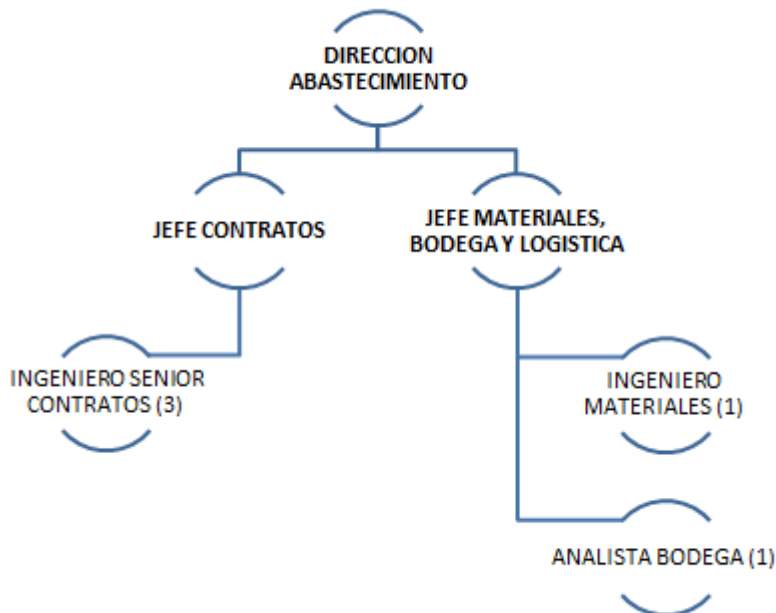 DIRECCION
ABASTECIMIENTO
JEFE CONTRATOS
JEFE MATERIALES,
BODEGA Y LOGISTICA
INGENIERO SENIOR
CONTRATOS (3)
INGENIERO
MATERIALES (1)
ANALISTA BODEGA (1)